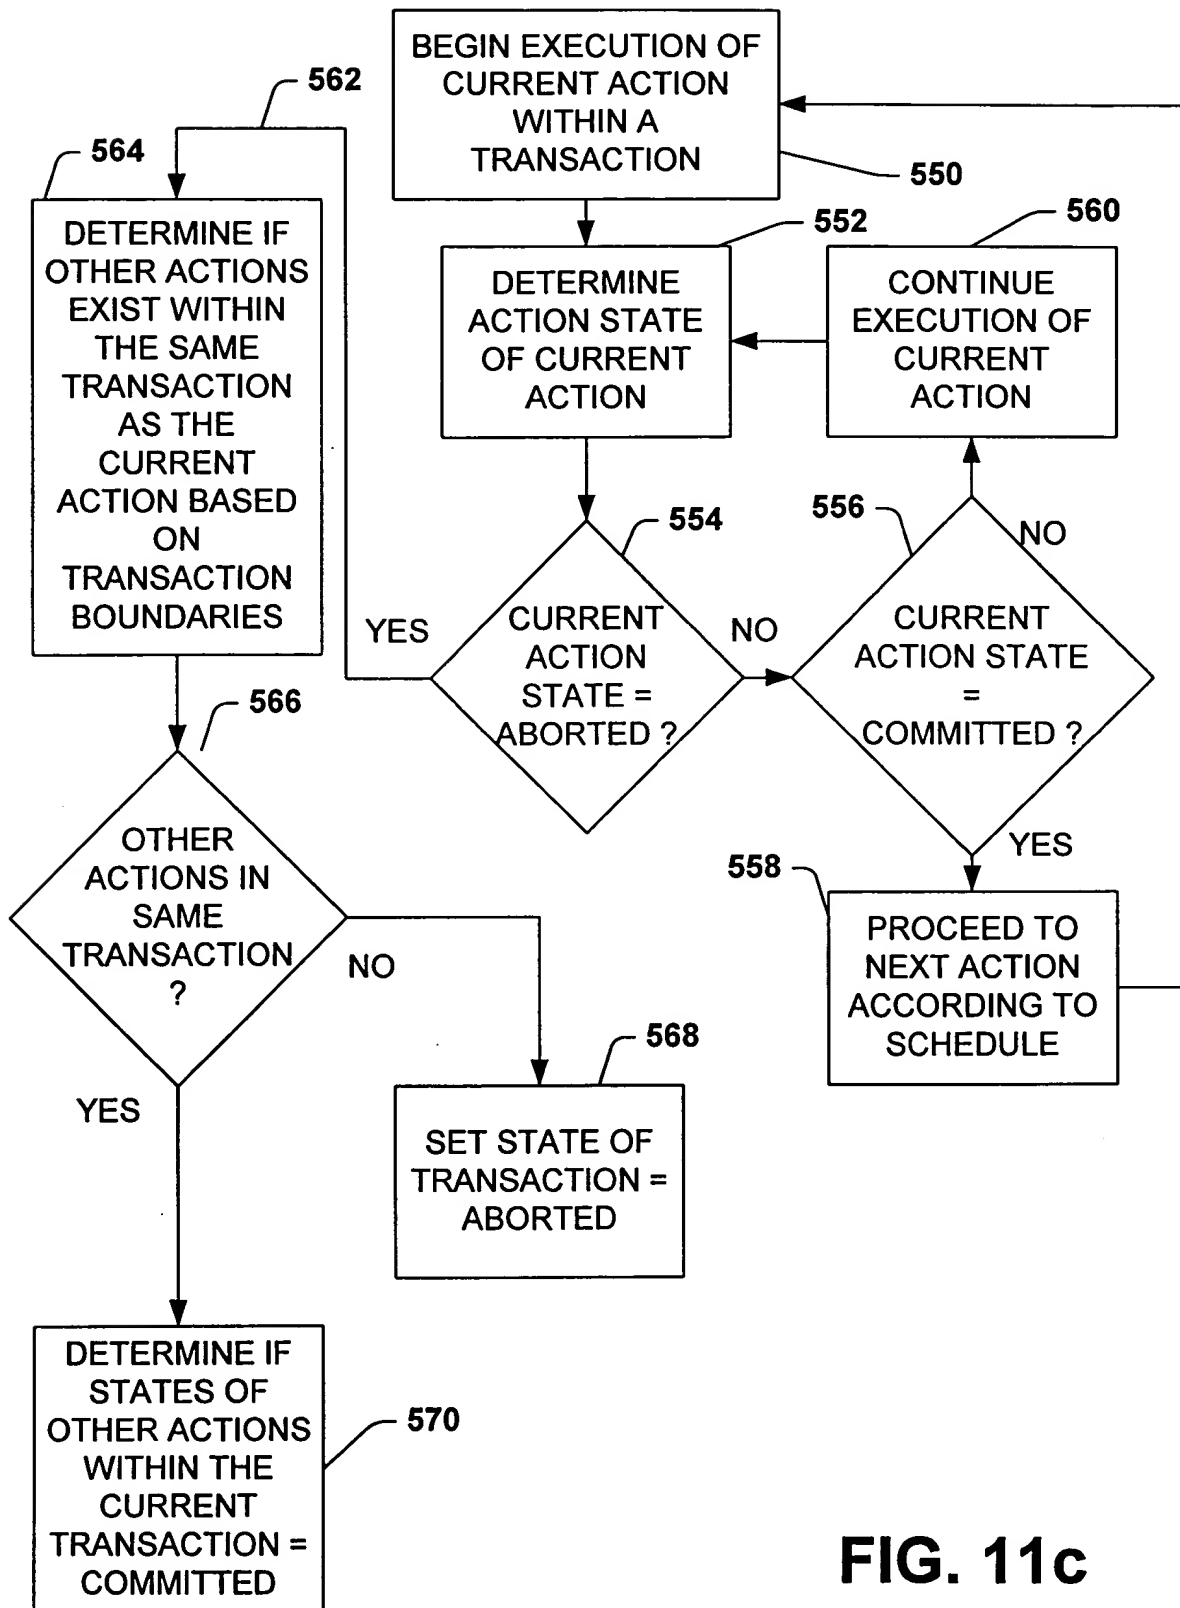 BEGIN EXECUTION OF
CURRENT ACTION
WITHIN A
TRANSACTION
550
562
564
DETERMINE IF
OTHER ACTIONS
EXIST WITHIN
THE SAME
TRANSACTION
AS THE
CURRENT
ACTION BASED
ON
TRANSACTION
BOUNDARIES
552
DETERMINE
ACTION STATE
OF CURRENT
ACTION
560
CONTINUE
EXECUTION OF
CURRENT
ACTION
554
CURRENT
ACTION
STATE =
ABORTED ?
YES
NO
556
CURRENT
ACTION STATE
=
COMMITTED ?
NO
YES
558
PROCEED TO
NEXT ACTION
ACCORDING TO
SCHEDULE
566
OTHER
ACTIONS IN
SAME
TRANSACTION
?
NO
YES
568
SET STATE OF
TRANSACTION =
ABORTED
570
DETERMINE IF
STATES OF
OTHER ACTIONS
WITHIN THE
CURRENT
TRANSACTION =
COMMITTED
FIG. 11c